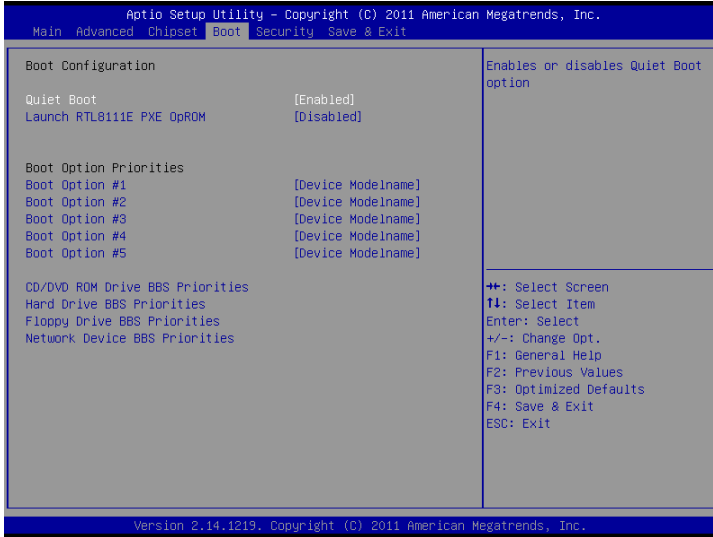 Aptio Setup Utility – Copyright (C) 2011 American Megatrends, Inc.
Main Advanced Chipset Boot Security Save & Exit
Boot Configuration
Quiet Boot [Enabled]
Launch RTL8111E PXE OpROM [Disabled]
Boot Option Priorities
Boot Option #1 [Device Modelname]
Boot Option #2 [Device Modelname]
Boot Option #3 [Device Modelname]
Boot Option #4 [Device Modelname]
Boot Option #5 [Device Modelname]
CD/DVD ROM Drive BBS Priorities
Hard Drive BBS Priorities
Floppy Drive BBS Priorities
Network Device BBS Priorities
Enables or disables Quiet Boot
option
→←: Select Screen
↑↓: Select Item
Enter: Select
+/-: Change Opt.
F1: General Help
F2: Previous Values
F3: Optimized Defaults
F4: Save & Exit
ESC: Exit
Version 2.14.1219. Copyright (C) 2011 American Megatrends, Inc.